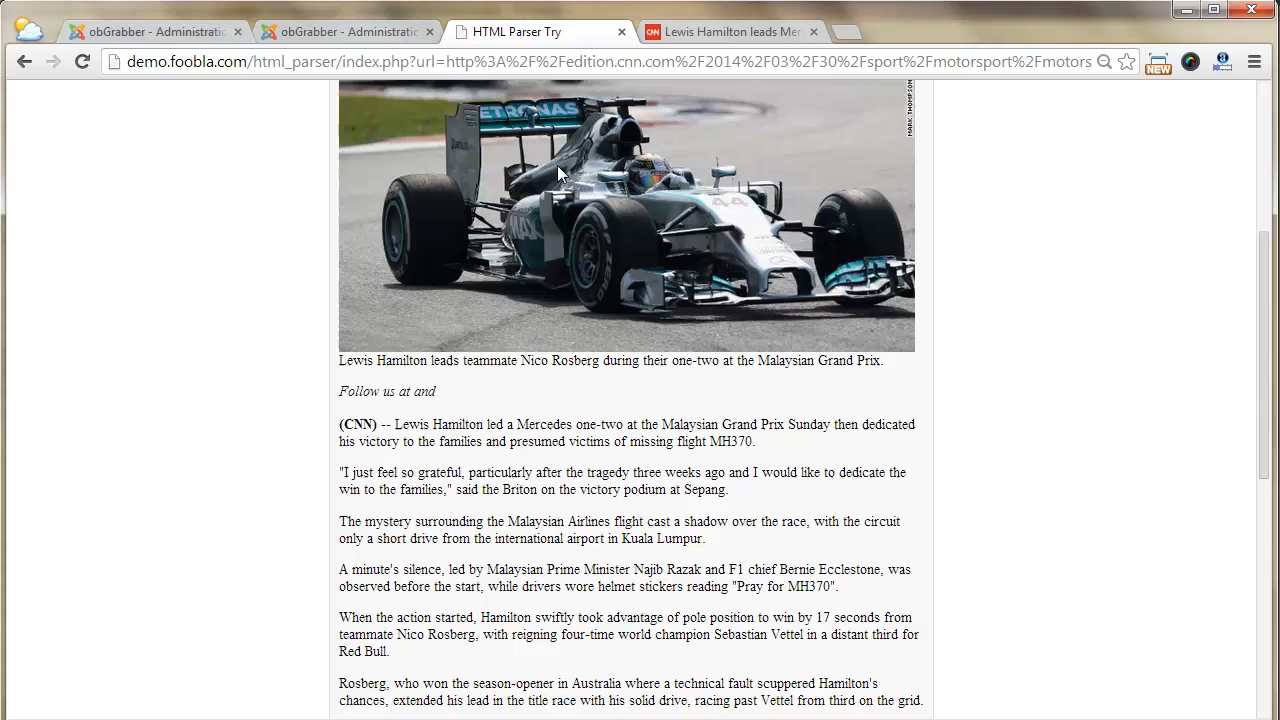 obGrabber - Administratic
obGrabber - Administratic
HTML Parser Try
CNN
Lewis Hamilton leads Mer
demo.foobla.com/html_parser/index.php?url=http%3A%2F%2Fedition.cnn.com%2F2014%2F03%2F30%2Fsport%2Fmotorsport%2Fmotors
NEW
ETRONAS
MARK THOMPSON
44
Lewis Hamilton leads teammate Nico Rosberg during their one-two at the Malaysian Grand Prix.
Follow us at and
(CNN) -- Lewis Hamilton led a Mercedes one-two at the Malaysian Grand Prix Sunday then dedicated
his victory to the families and presumed victims of missing flight MH370.
"I just feel so grateful, particularly after the tragedy three weeks ago and I would like to dedicate the
win to the families," said the Briton on the victory podium at Sepang.
The mystery surrounding the Malaysian Airlines flight cast a shadow over the race, with the circuit
only a short drive from the international airport in Kuala Lumpur.
A minute's silence, led by Malaysian Prime Minister Najib Razak and F1 chief Bernie Ecclestone, was
observed before the start, while drivers wore helmet stickers reading "Pray for MH370".
When the action started, Hamilton swiftly took advantage of pole position to win by 17 seconds from
teammate Nico Rosberg, with reigning four-time world champion Sebastian Vettel in a distant third for
Red Bull.
Rosberg, who won the season-opener in Australia where a technical fault scuppered Hamilton's
chances, extended his lead in the title race with his solid drive, racing past Vettel from third on the grid.